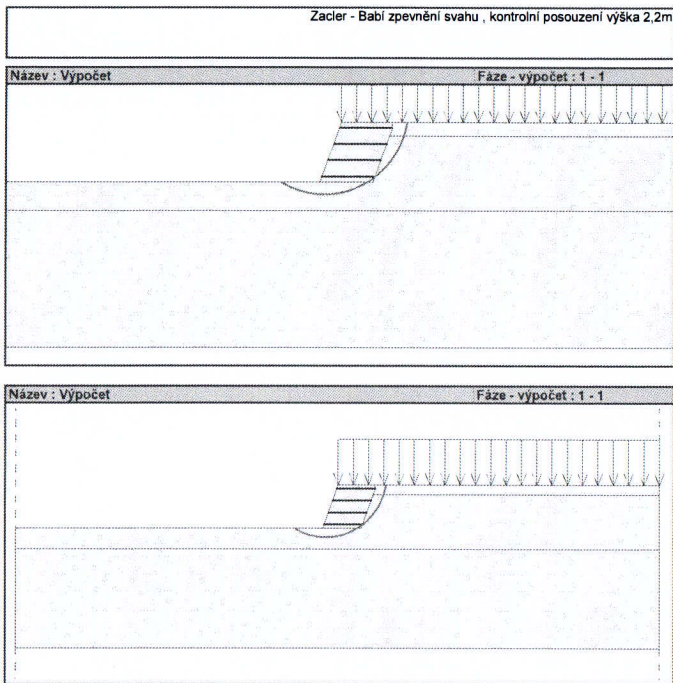 Zacler - Babí zpevnění svahu , kontrolní posouzení výška 2,2m
Název : Výpočet Fáze - výpočet : 1 - 1
Název : Výpočet Fáze - výpočet : 1 - 1